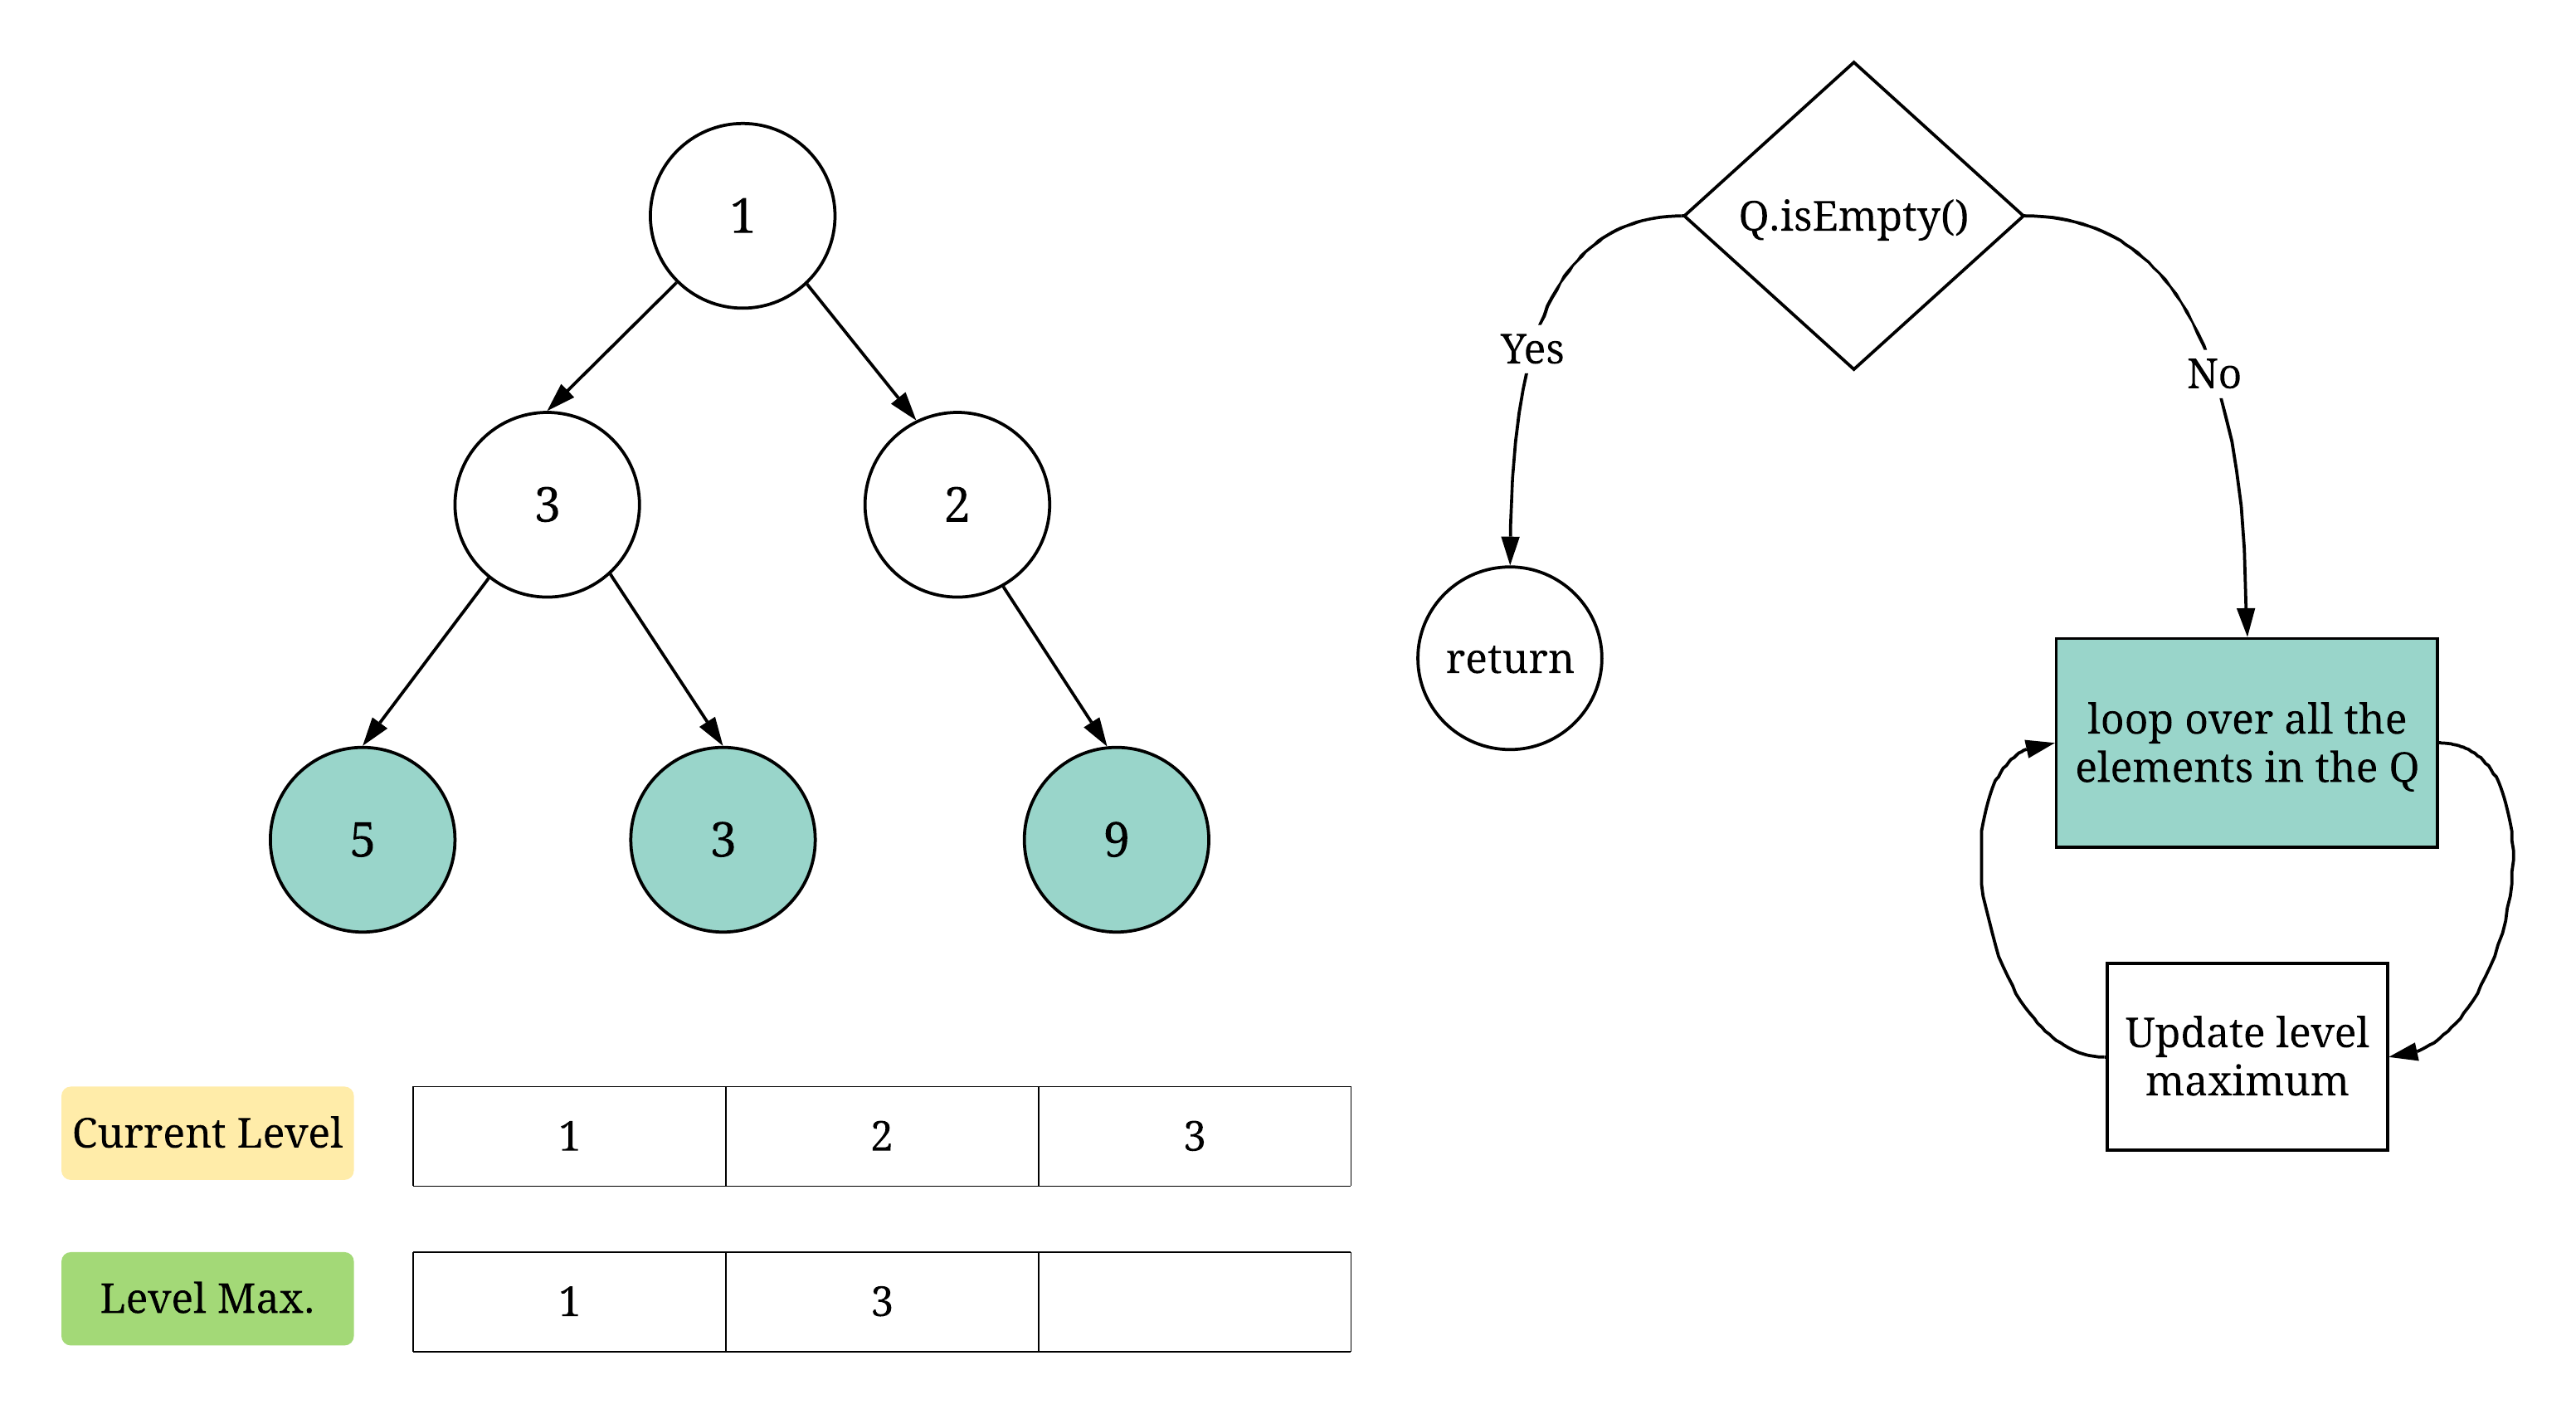 1
3
2
5
3
9
Current Level
1
2
3
Level Max.
1
3
Q.isEmpty()
Yes
No
return
loop over all the
elements in the Q
Update level
maximum